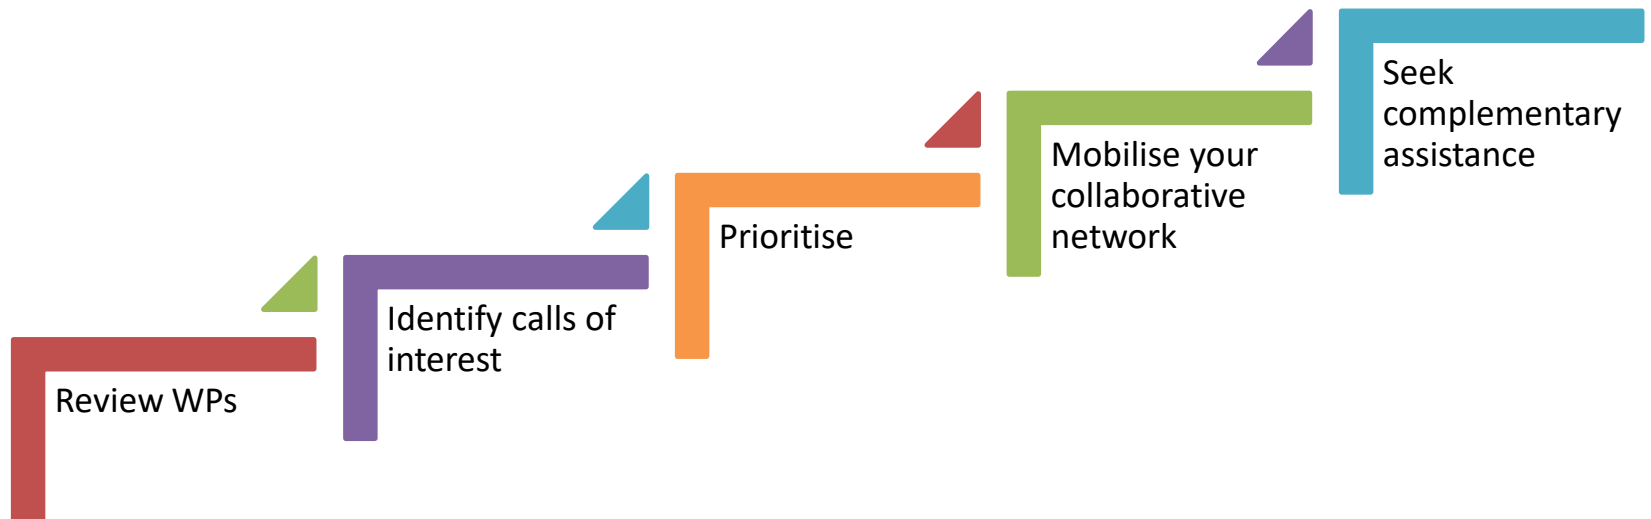 Review WPs
Identify calls of
interest
Prioritise
Mobilise your
collaborative
network
Seek
complementary
assistance